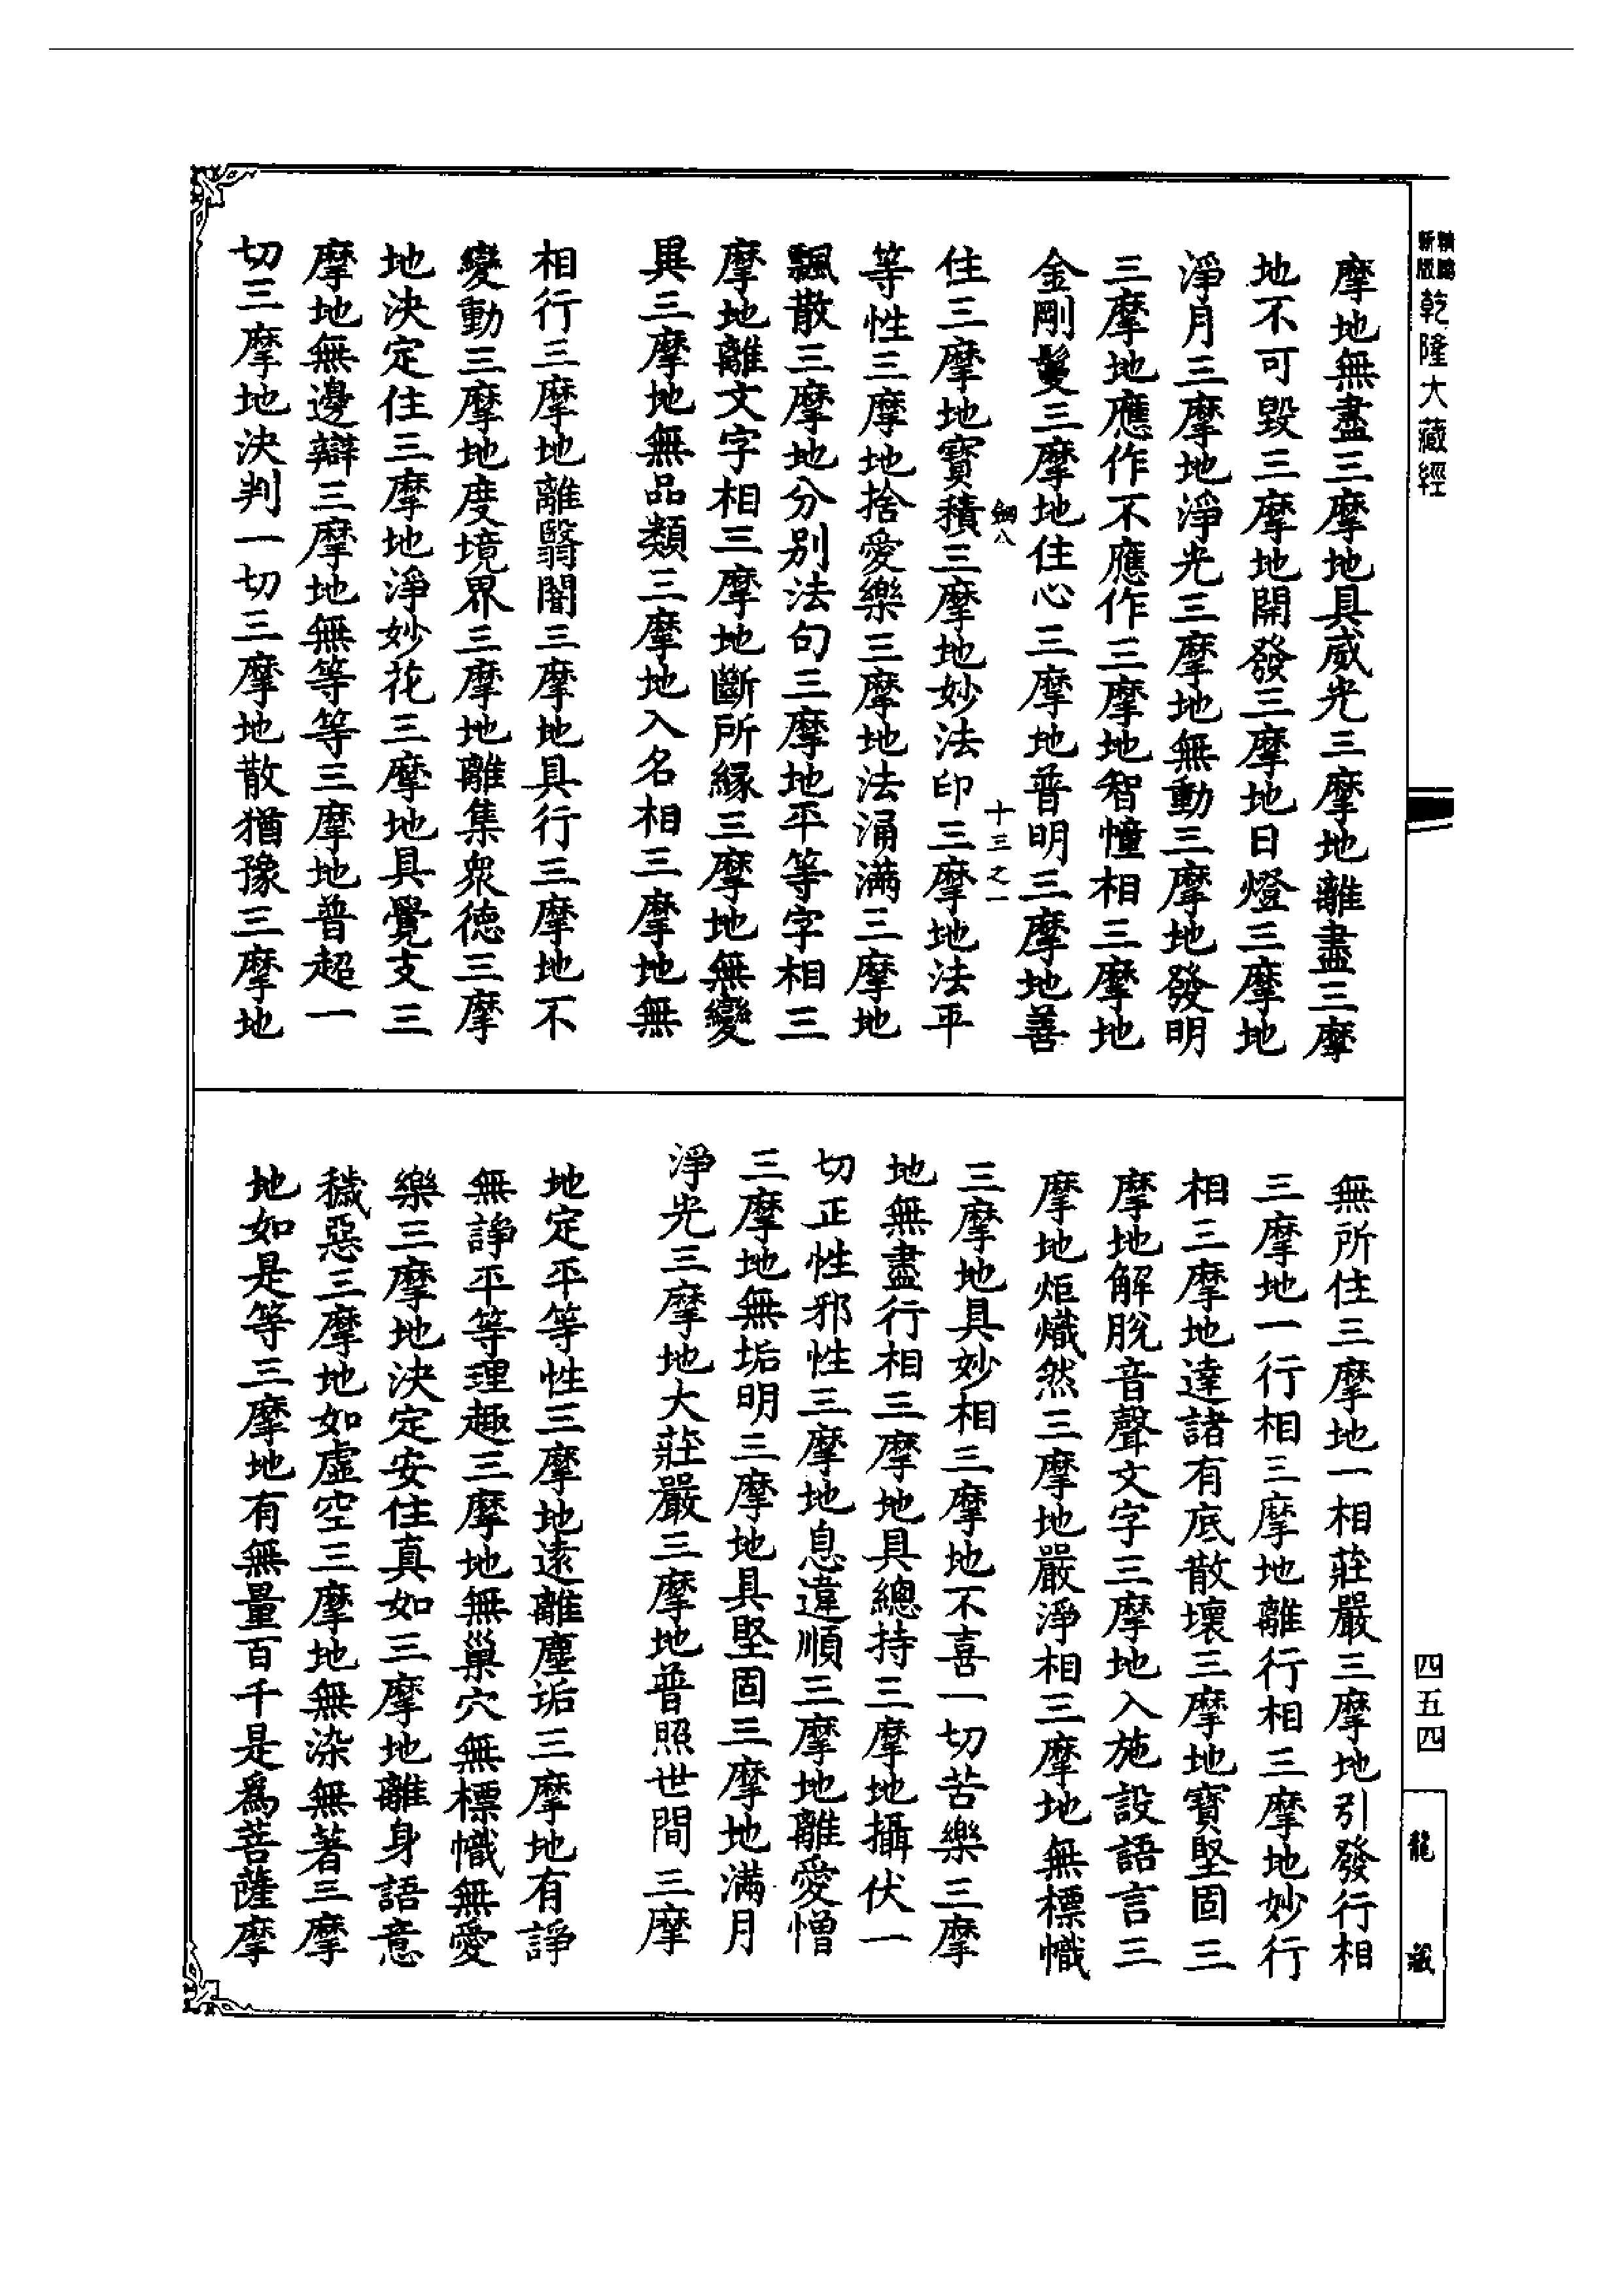 乾隆大藏經
摩地無盡三摩地具威光三摩地離盡三摩
地不可毀三摩地開發三摩地日燈三摩地
淨月三摩地淨光三摩地無動三摩地發明
三摩地應作不應作三摩地智幢相三摩地
金剛鬘三摩地住心三摩地普明三摩地善
十三之一
住三摩地寶積三摩地妙法印三摩地法平
等性三摩地捨愛樂三摩地法涌滿三摩地
飄散三摩地分別法句三摩地平等字相三
摩地離文字相三摩地斷所縁三摩地無變
異三摩地無品類三摩地入名相三摩地無
相行三摩地離翳闇三摩地具行三摩地不
變動三摩地度境界三摩地離集衆德三摩
地決定住三摩地淨妙花三摩地具覺支三
摩地無邊辯三摩地無等等三摩地普超一
切三摩地決判一切三摩地散猶豫三摩地
無所住三摩地一相莊嚴三摩地引發行相
三摩地一行相三摩地離行相三摩地妙行
相三摩地達諸有底散壞三摩地寶堅固三
摩地解脫音聲文字三摩地入施設語言三
摩地炬熾然三摩地嚴淨相三摩地無標幟
三摩地具妙相三摩地不喜一切苦樂三摩
地無盡行相三摩地具總持三摩地攝伏一
切正性邪性三摩地息違順三摩地離愛憎
三摩地無垢明三摩地具堅固三摩地滿月
淨光三摩地大莊嚴三摩地普照世間三摩
地定平等性三摩地遠離塵垢三摩地有諍
無諍平等理趣三摩地無巢穴無標幟無愛
樂三摩地決定安住真如三摩地離身語意
穢惡三摩地如虛空三摩地無染無著三摩
地如是等三摩地有無量百千是爲菩薩摩
四五四
龍藏